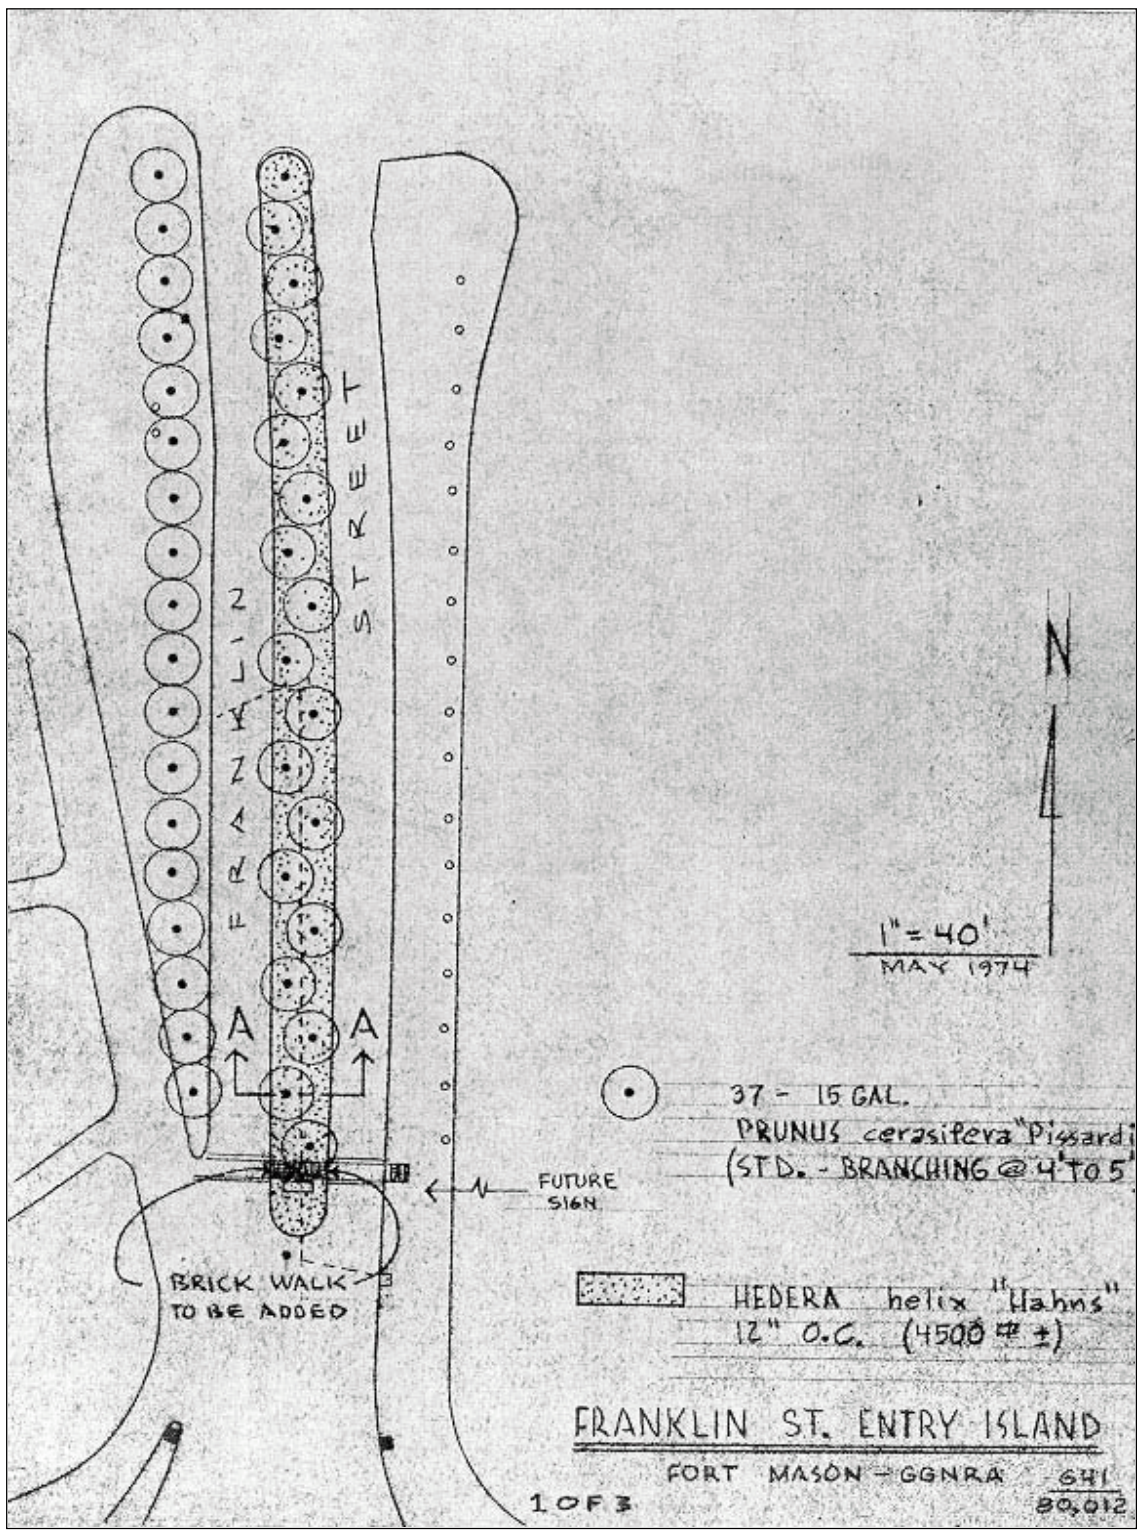 FRANKLIN
STREET
N
1" = 40'
MAY 1974
A A
37 - 15 GAL.
PRUNUS cerasifera "Pissardi
(STD. - BRANCHING @ 4' TO 5'
FUTURE
SIGN
BRICK WALK
TO BE ADDED
HEDERA helix "Hahns"
12" O.C. (4500 ±)
FRANKLIN ST. ENTRY ISLAND
FORT MASON - GGNRA
641
80,012
1 OF 3